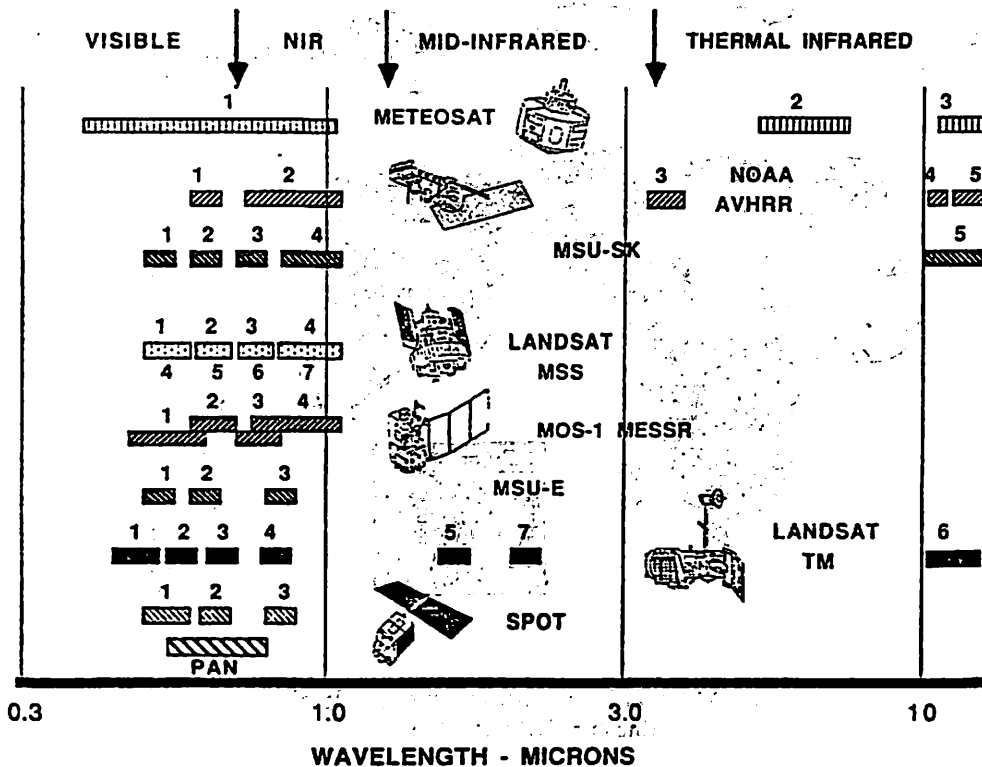 VISIBLE NIR MID-INFRARED THERMAL INFRARED
1 METEOSAT 2 3
1 2 3 NOAA 4 5
AVHRR
1 2 3 4 MSU-SK 5
1 2 3 4 LANDSAT
4 5 6 7 MSS
1 2 3 4 MOS-1 MESSR
1 2 3 MSU-E
1 2 3 4 5 7 LANDSAT 6
TM
1 2 3 SPOT
PAN
0.3 1.0 3.0 10
WAVELENGTH - MICRONS